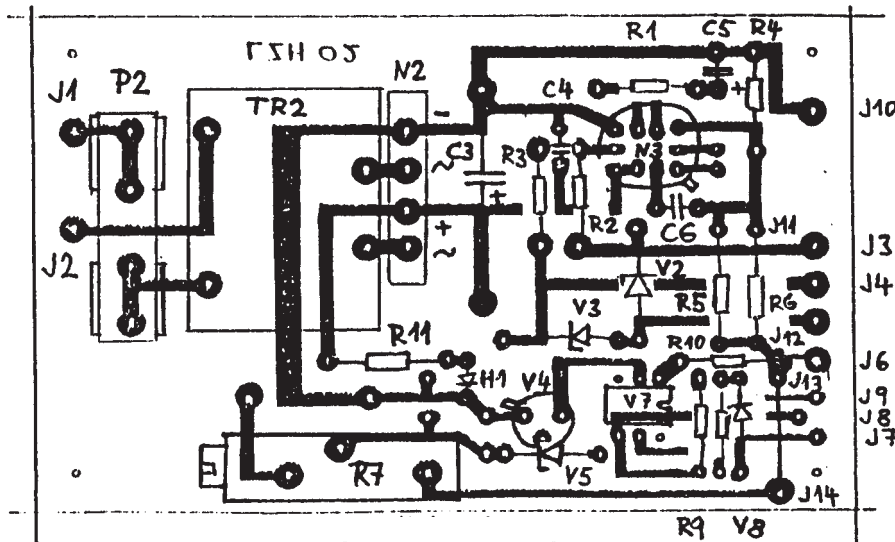 R1
C5
R4
J1
P2
TR2
N2
C4
J10
-
+
C3
R3
N3
~
+
R2
C6
J11
+
J2
~
J3
V2
J4
V3
R5
R6
R11
R10
J12
J6
H1
V4
V7
J13
J9
J8
J7
R7
V5
J14
R9
V8